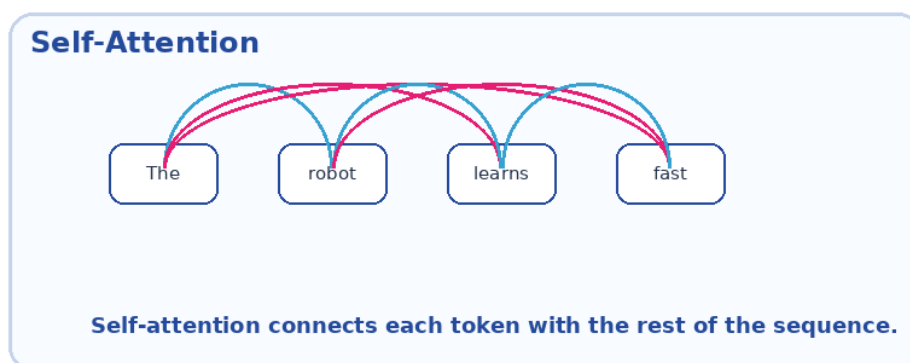 Self-Attention
The robot learns fast
Self-attention connects each token with the rest of the sequence.